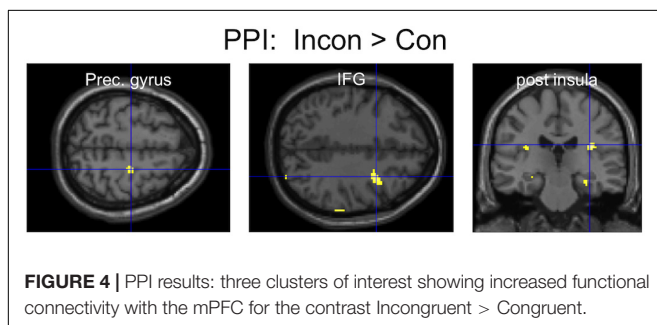 PPI: Incon > Con
Prec. gyrus
IFG
post insula
FIGURE 4 | PPI results: three clusters of interest showing increased functional
connectivity with the mPFC for the contrast Incongruent > Congruent.